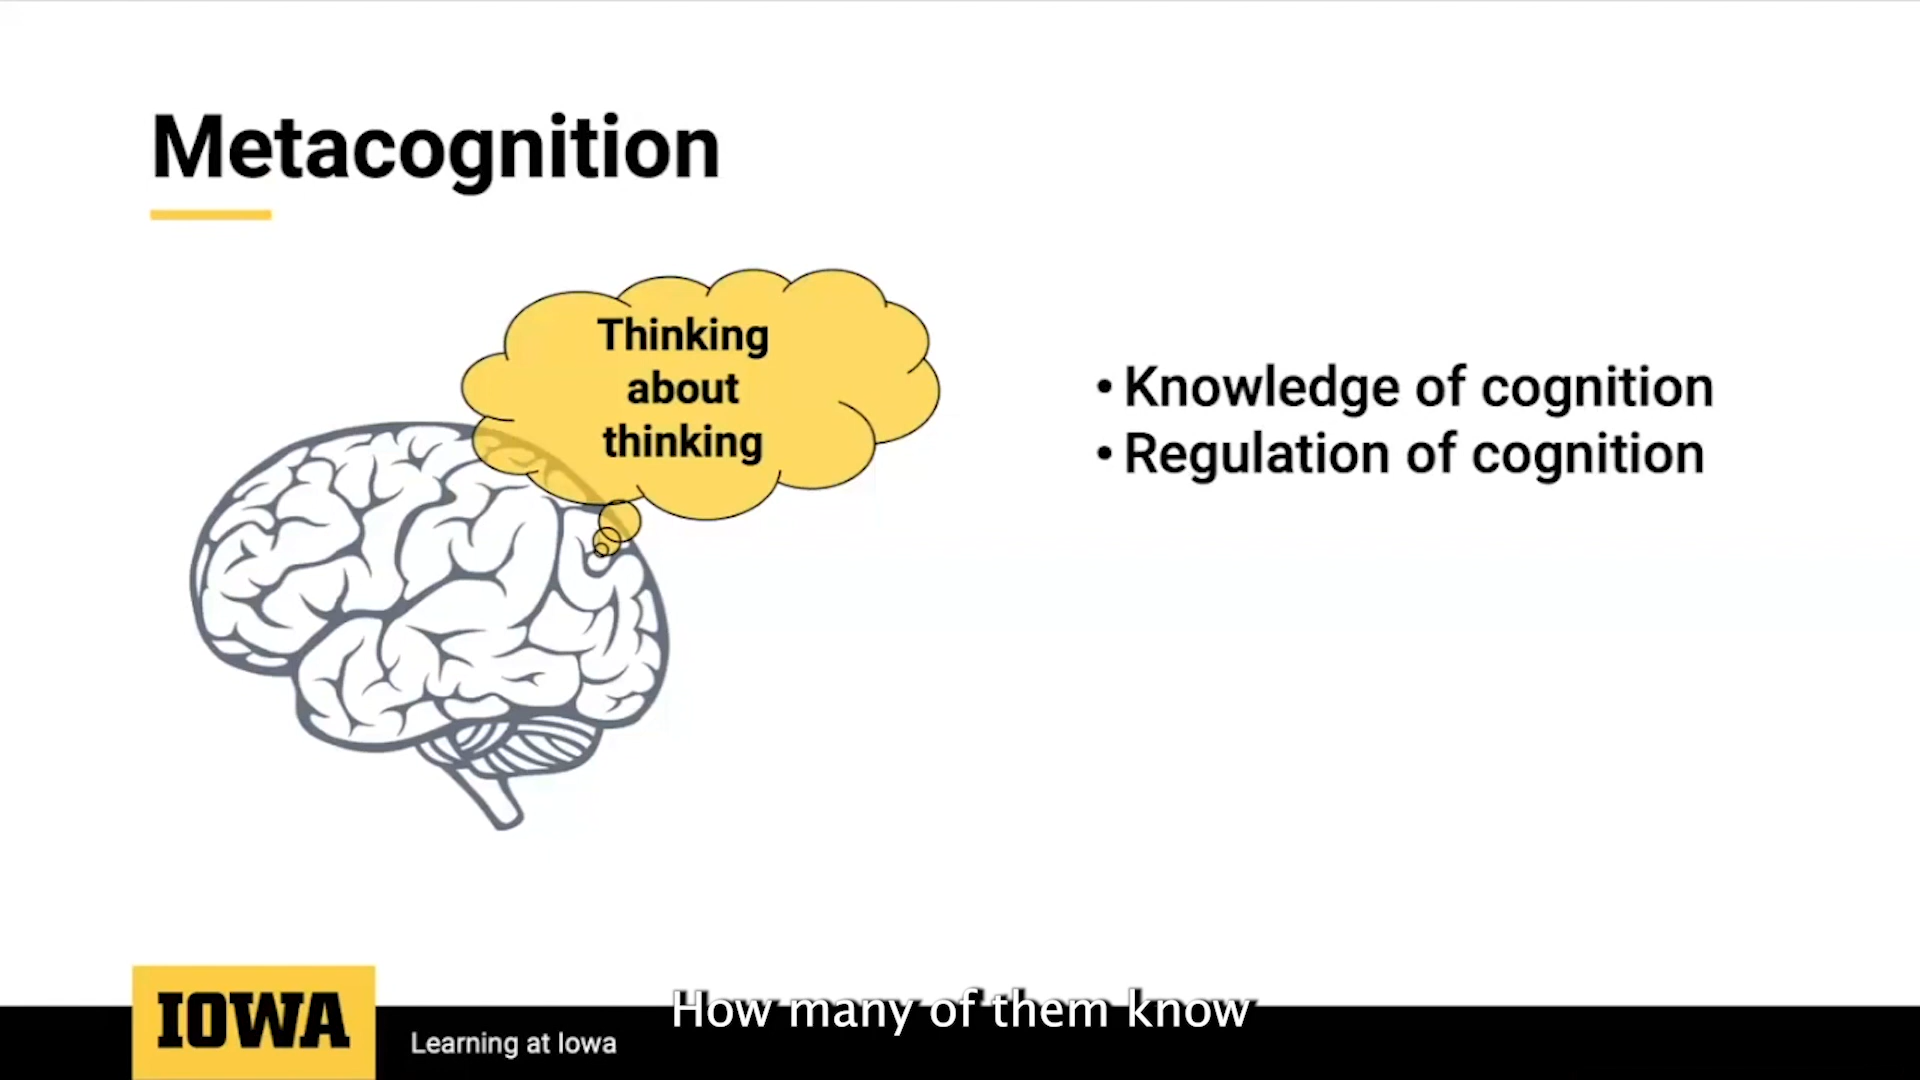 Metacognition
Thinking
about
thinking
• Knowledge of cognition
• Regulation of cognition
IOWA
Learning at Iowa
How many of them know